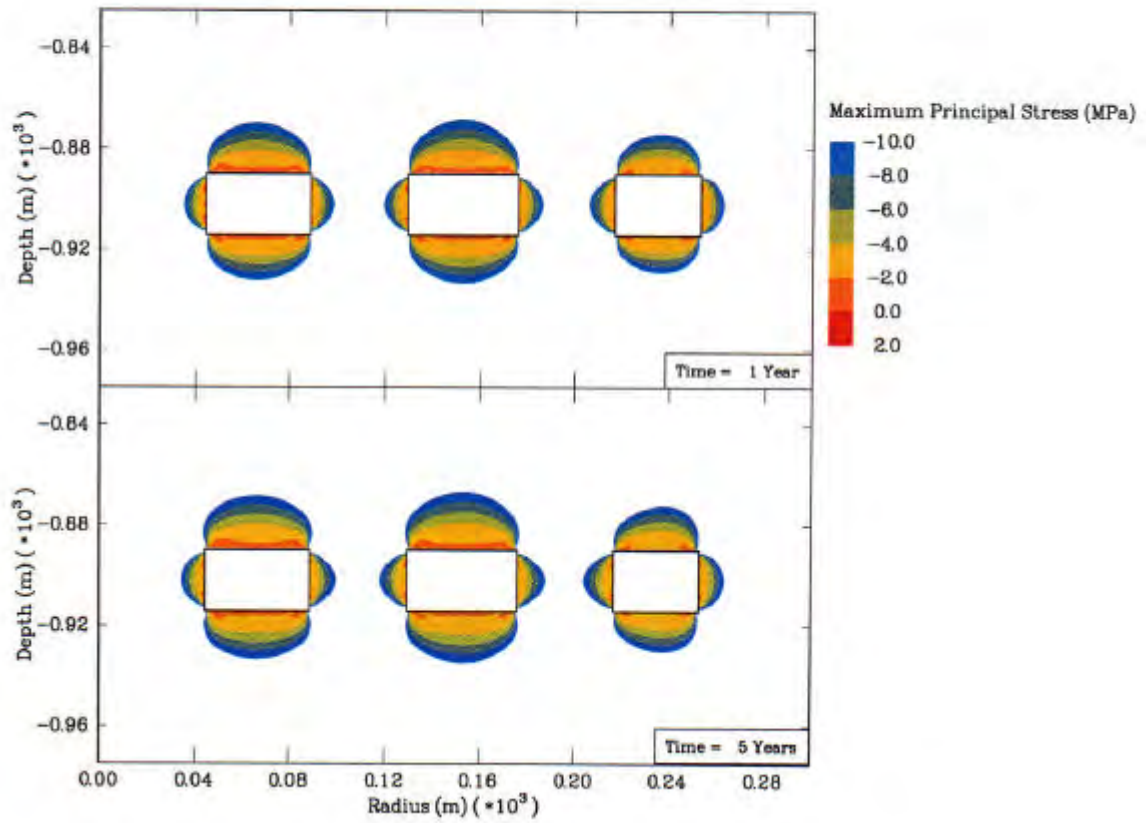 Maximum Principal Stress (MPa)
-10.0
-8.0
-6.0
-4.0
-2.0
0.0
2.0
Depth (m) ( *10³)
-0.84
-0.88
-0.92
-0.96
Time = 1 Year
Depth (m) ( *10³)
-0.84
-0.88
-0.92
-0.96
Time = 5 Years
0.00 0.04 0.08 0.12 0.16 0.20 0.24 0.28
Radius (m) ( *10³)